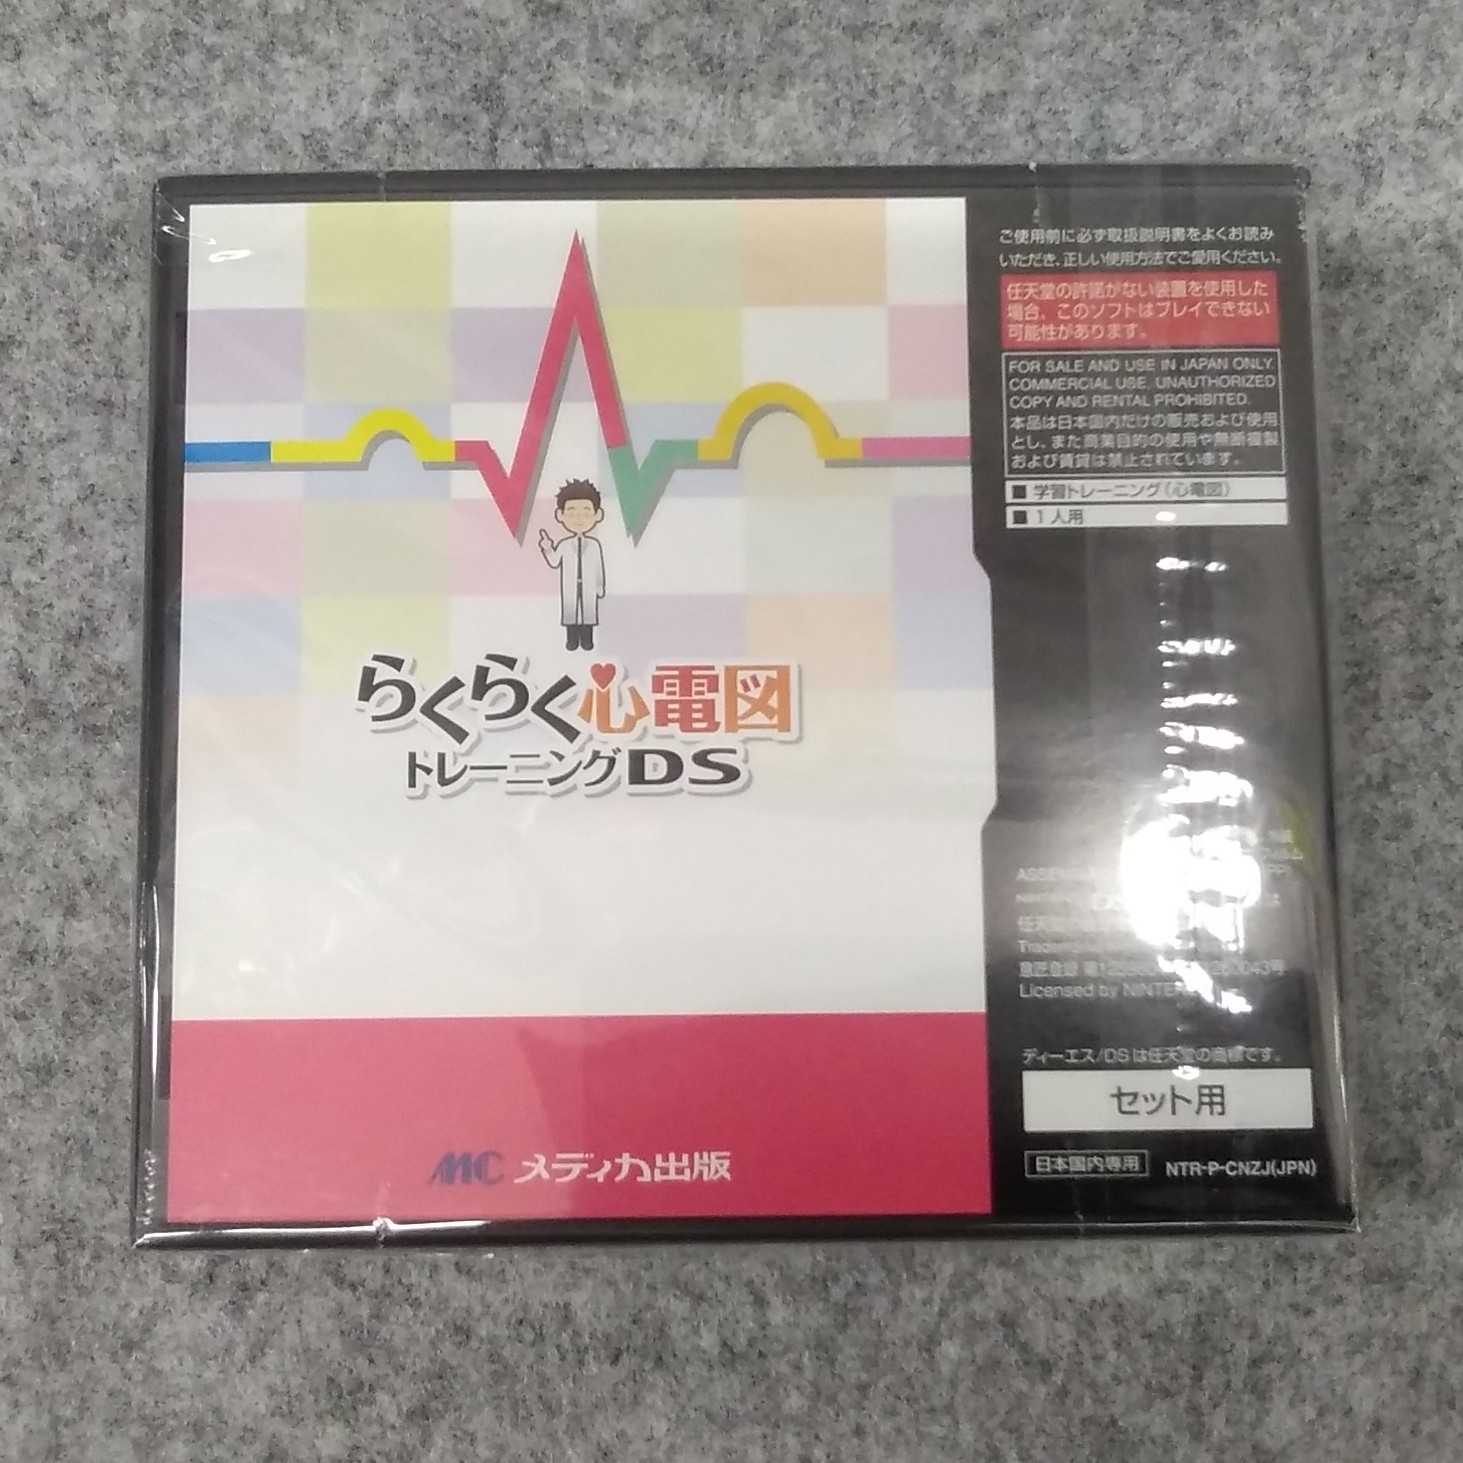 らくらく心電図
トレーニングDS
MC メディカ出版
ご使用前に必ず取扱説明書をよくお読み
いただき、正しい使用方法でご愛用ください。
任天堂の許諾がない装置を使用した
場合、このソフトはプレイできない
可能性があります。
FOR SALE AND USE IN JAPAN ONLY.
COMMERCIAL USE, UNAUTHORIZED
COPY AND RENTAL PROHIBITED.
本品は日本国内だけの販売および使用
とし、また商業目的の使用や無断複製
および賃貸は禁止されています。
■ 学習トレーニング(心電図)
■ 1人用
Licensed by
ディーエス/DSは任天堂の商標です。
セット用
日本国内専用 NTR-P-CNZJ(JPN)